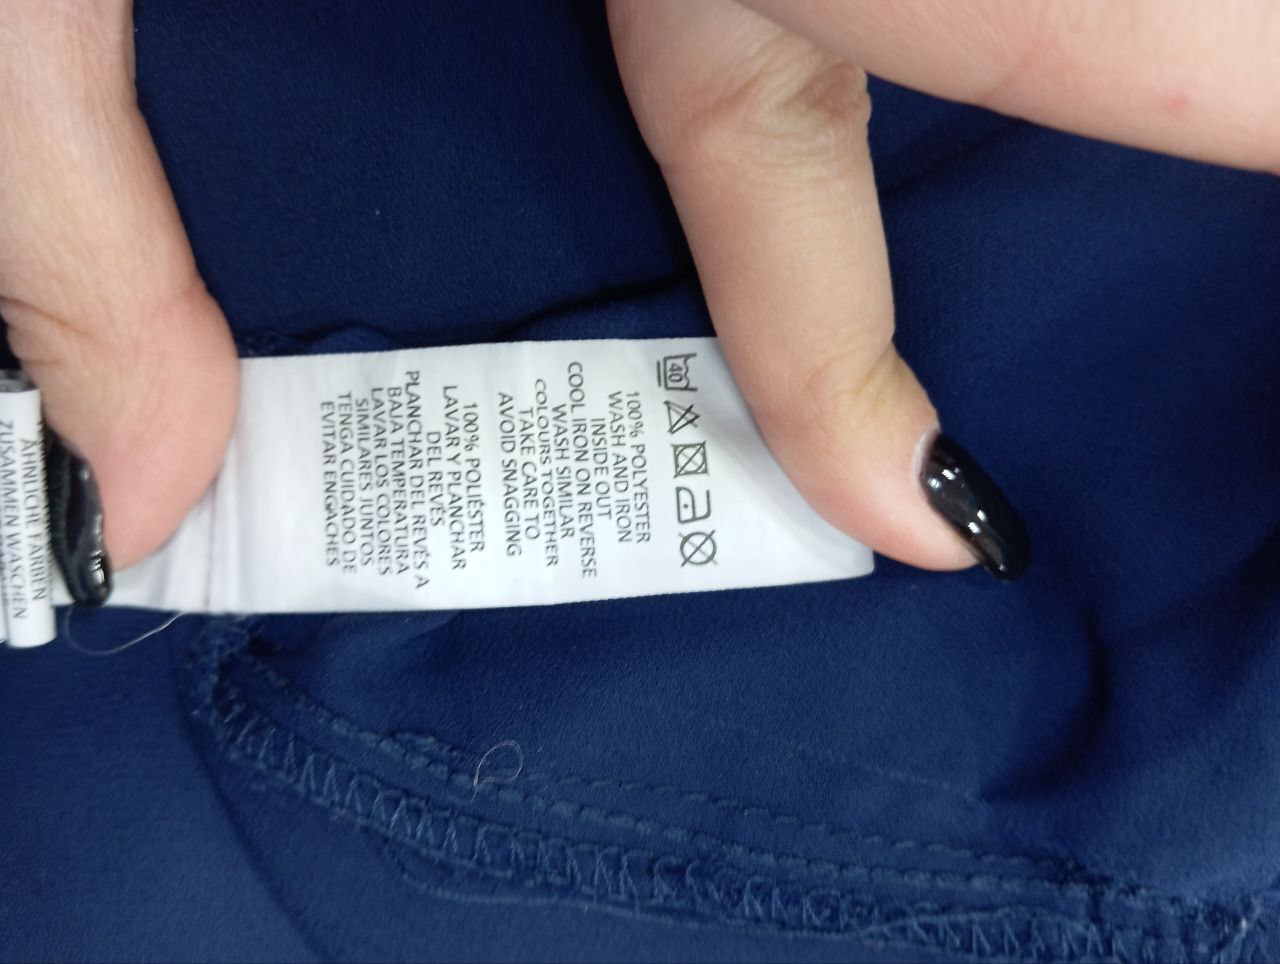 40
100% POLYESTER
WASH AND IRON
INSIDE OUT
COOL IRON ON REVERSE
WASH SIMILAR
COLOURS TOGETHER
TAKE CARE TO
AVOID SNAGGING
100% POLIÉSTER
LAVAR Y PLANCHAR
DEL REVÉS
PLANCHAR DEL REVÉS A
BAJA TEMPERATURA
LAVAR LOS COLORES
SIMILARES JUNTOS
TENGA CUIDADO DE
EVITAR ENGACHES
ÄHNLICHE FARBEN
ZUSAMMEN WASCHEN